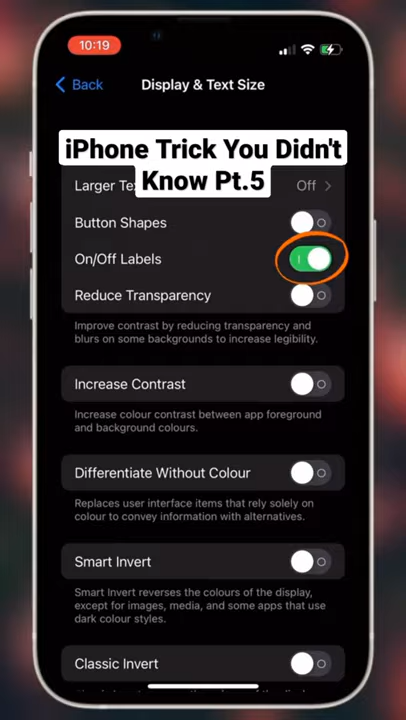 10:19
Back
Display & Text Size
iPhone Trick You Didn't
Know Pt.5
Larger Te
Off
Button Shapes
On/Off Labels
Reduce Transparency
Improve contrast by reducing transparency and
blurs on some backgrounds to increase legibility.
Increase Contrast
Increase colour contrast between app foreground
and background colours.
Differentiate Without Colour
Replaces user interface items that rely solely on
colour to convey information with alternatives.
Smart Invert
Smart Invert reverses the colours of the display,
except for images, media, and some apps that use
dark colour styles.
Classic Invert